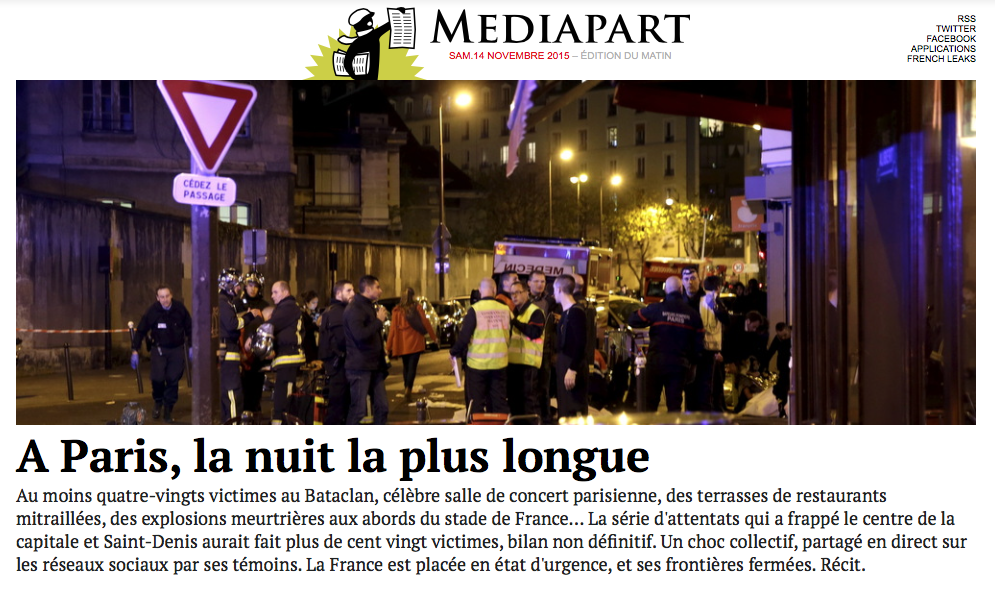 MEDIAPART
SAM.14 NOVEMBRE 2015 – ÉDITION DU MATIN
RSS
TWITTER
FACEBOOK
APPLICATIONS
FRENCH LEAKS
CÉDEZ LE
PASSAGE
MEDECIN
A Paris, la nuit la plus longue
Au moins quatre-vingts victimes au Bataclan, célèbre salle de concert parisienne, des terrasses de restaurants
mitraillées, des explosions meurtrières aux abords du stade de France... La série d'attentats qui a frappé le centre de la
capitale et Saint-Denis aurait fait plus de cent vingt victimes, bilan non définitif. Un choc collectif, partagé en direct sur
les réseaux sociaux par ses témoins. La France est placée en état d'urgence, et ses frontières fermées. Récit.